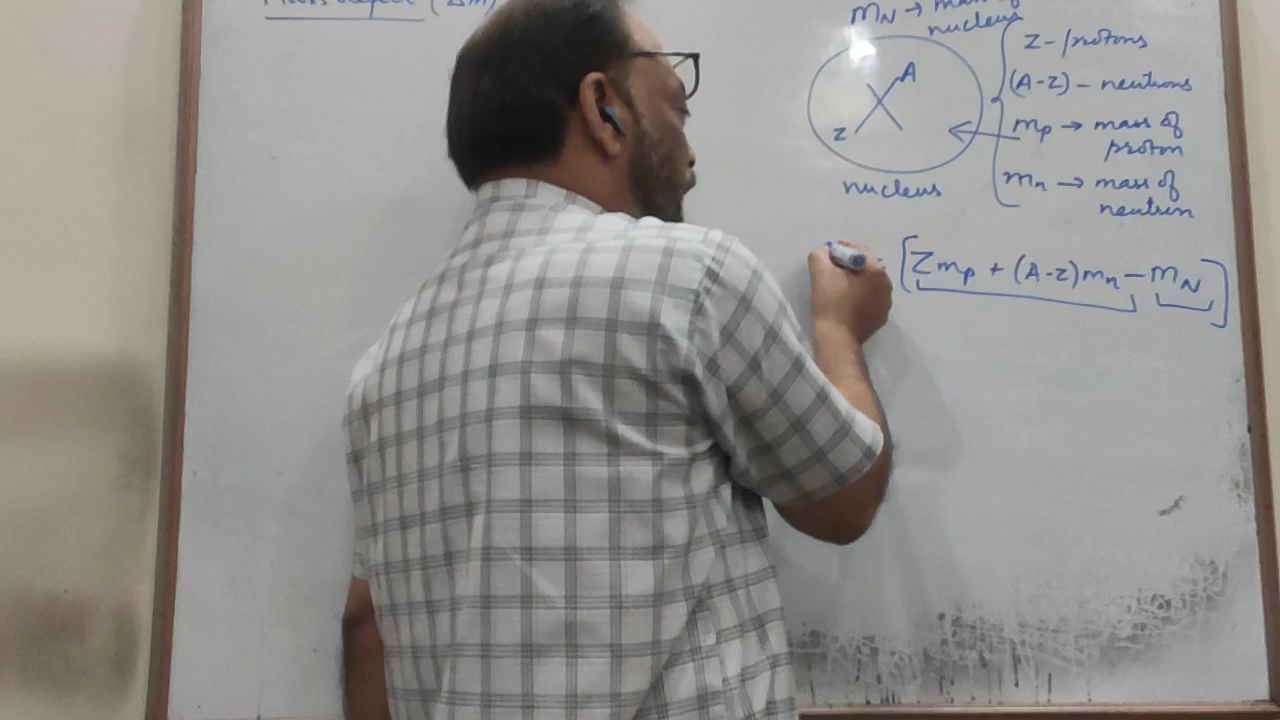 Mass defect (Δm)
MN → mass of
nucleus
Z - protons
(A-Z) - neutrons
mp → mass of
proton
mn → mass of
neutron
A
X
Z
nucleus
[Zmp + (A-Z)mn - MN]